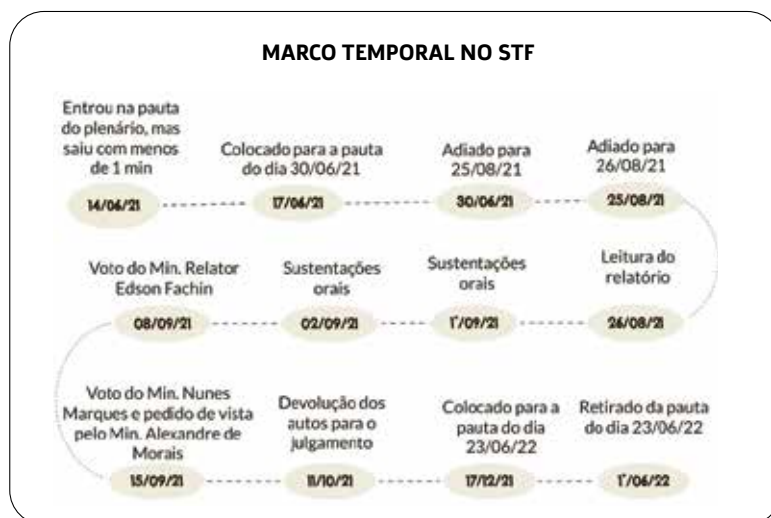 MARCO TEMPORAL NO STF
Entrou na pauta
do plenário, mas
saiu com menos
de 1 min
14/06/21
Colocado para a pauta
do dia 30/06/21
17/06/21
Adiado para
25/08/21
30/06/21
Adiado para
26/08/21
25/08/21
Leitura do
relatório
26/08/21
Sustentações
orais
1º/09/21
Sustentações
orais
02/09/21
Voto do Min. Relator
Edson Fachin
08/09/21
Voto do Min. Nunes
Marques e pedido de vista
pelo Min. Alexandre de
Morais
15/09/21
Devolução dos
autos para o
julgamento
11/10/21
Colocado para a
pauta do dia
23/06/22
17/12/21
Retirado da pauta
do dia 23/06/22
1º/06/22